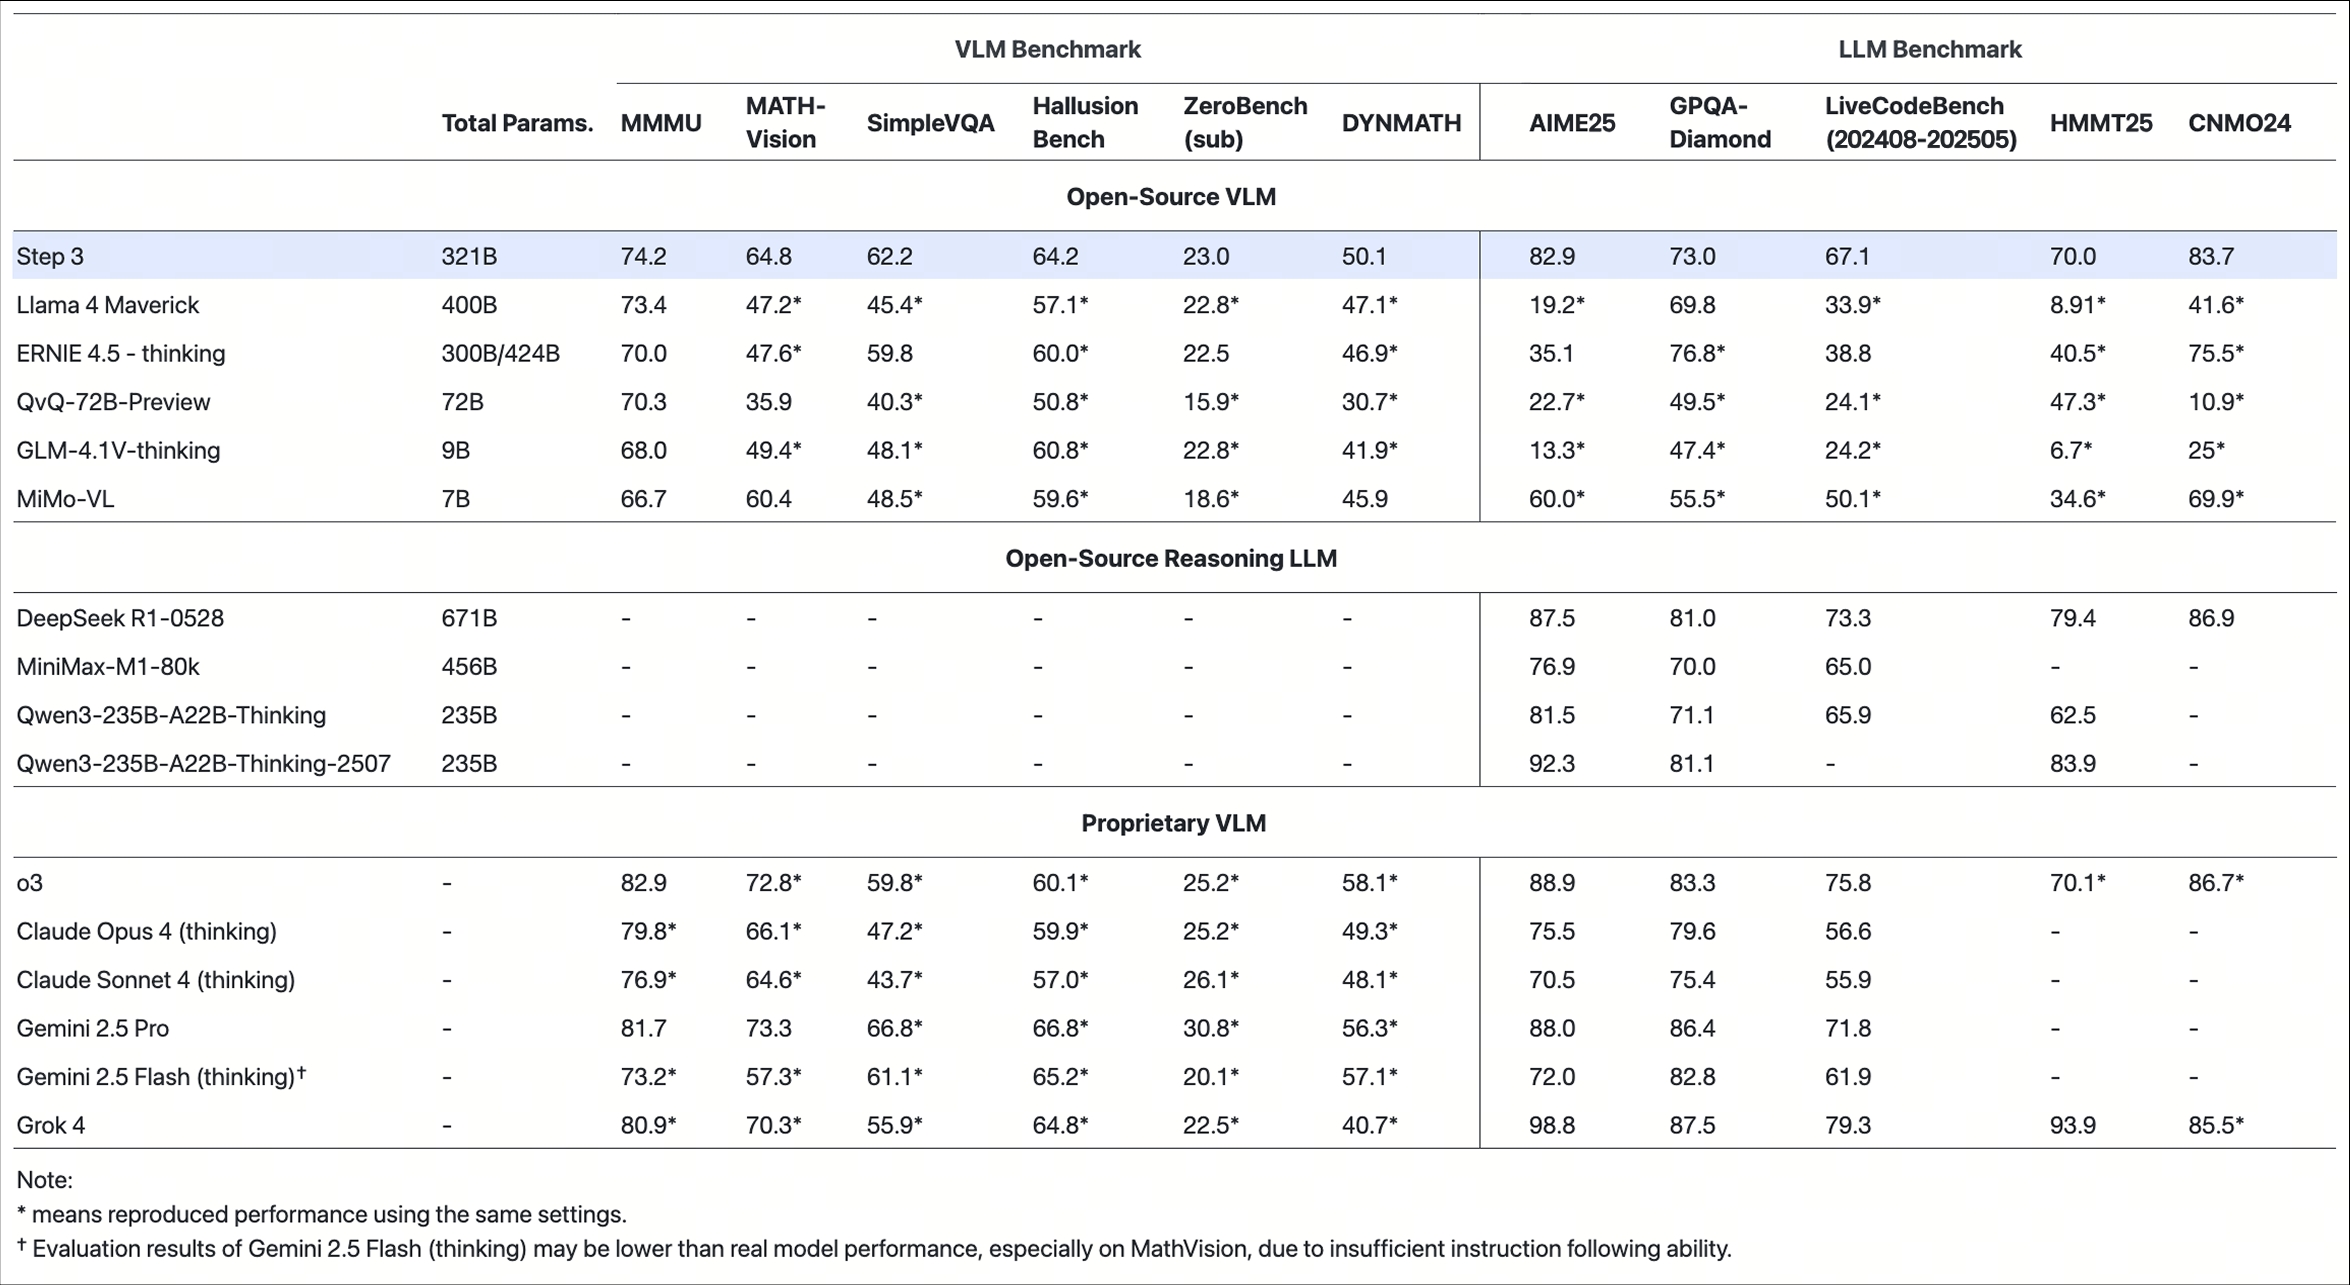 VLM Benchmark LLM Benchmark
Total Params. MMMU MATH-Vision SimpleVQA Hallusion Bench ZeroBench (sub) DYNMATH AIME25 GPQA-Diamond LiveCodeBench (202408-202505) HMMT25 CNMO24
Open-Source VLM
Step 3 321B 74.2 64.8 62.2 64.2 23.0 50.1 82.9 73.0 67.1 70.0 83.7
Llama 4 Maverick 400B 73.4 47.2* 45.4* 57.1* 22.8* 47.1* 19.2* 69.8 33.9* 8.91* 41.6*
ERNIE 4.5 - thinking 300B/424B 70.0 47.6* 59.8 60.0* 22.5 46.9* 35.1 76.8* 38.8 40.5* 75.5*
QvQ-72B-Preview 72B 70.3 35.9 40.3* 50.8* 15.9* 30.7* 22.7* 49.5* 24.1* 47.3* 10.9*
GLM-4.1V-thinking 9B 68.0 49.4* 48.1* 60.8* 22.8* 41.9* 13.3* 47.4* 24.2* 6.7* 25*
MiMo-VL 7B 66.7 60.4 48.5* 59.6* 18.6* 45.9 60.0* 55.5* 50.1* 34.6* 69.9*
Open-Source Reasoning LLM
DeepSeek R1-0528 671B - - - - - - 87.5 81.0 73.3 79.4 86.9
MiniMax-M1-80k 456B - - - - - - 76.9 70.0 65.0 - -
Qwen3-235B-A22B-Thinking 235B - - - - - - 81.5 71.1 65.9 62.5 -
Qwen3-235B-A22B-Thinking-2507 235B - - - - - - 92.3 81.1 - 83.9 -
Proprietary VLM
o3 - 82.9 72.8* 59.8* 60.1* 25.2* 58.1* 88.9 83.3 75.8 70.1* 86.7*
Claude Opus 4 (thinking) - 79.8* 66.1* 47.2* 59.9* 25.2* 49.3* 75.5 79.6 56.6 - -
Claude Sonnet 4 (thinking) - 76.9* 64.6* 43.7* 57.0* 26.1* 48.1* 70.5 75.4 55.9 - -
Gemini 2.5 Pro - 81.7 73.3 66.8* 66.8* 30.8* 56.3* 88.0 86.4 71.8 - -
Gemini 2.5 Flash (thinking)† - 73.2* 57.3* 61.1* 65.2* 20.1* 57.1* 72.0 82.8 61.9 - -
Grok 4 - 80.9* 70.3* 55.9* 64.8* 22.5* 40.7* 98.8 87.5 79.3 93.9 85.5*
Note:
* means reproduced performance using the same settings.
† Evaluation results of Gemini 2.5 Flash (thinking) may be lower than real model performance, especially on MathVision, due to insufficient instruction following ability.